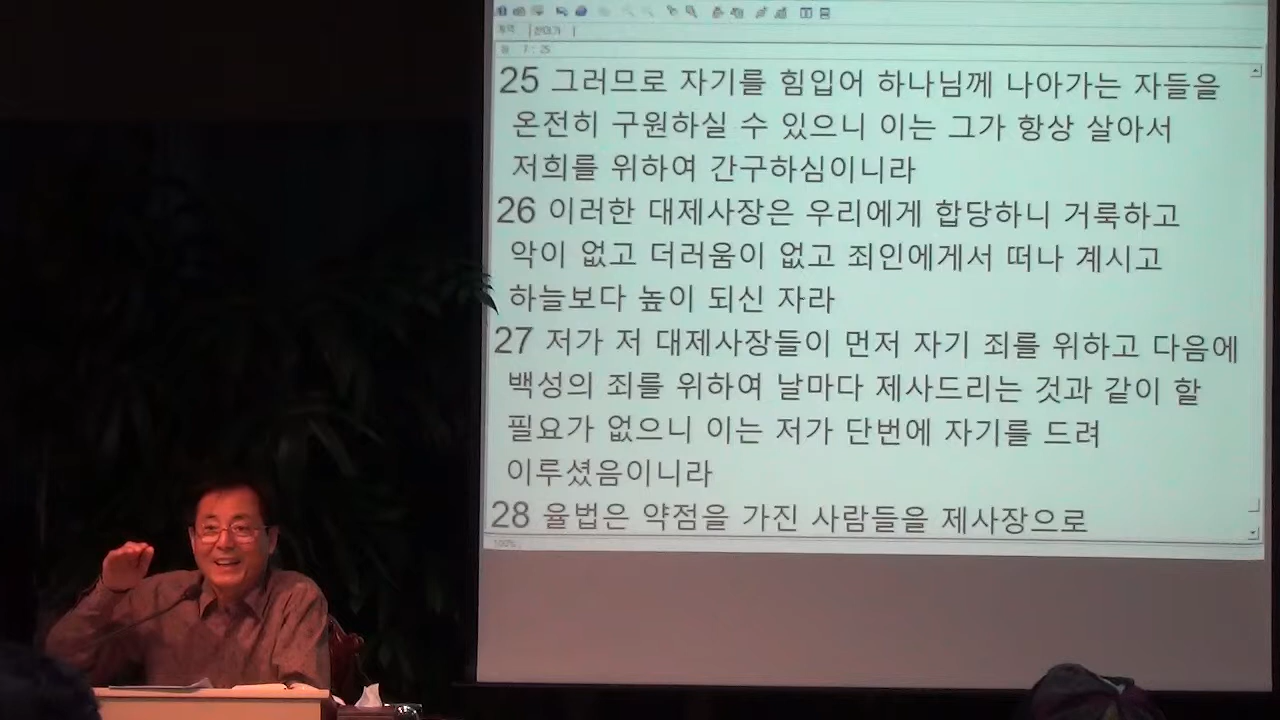 7 : 25
25 그러므로 자기를 힘입어 하나님께 나아가는 자들을
온전히 구원하실 수 있으니 이는 그가 항상 살아서
저희를 위하여 간구하심이니라
26 이러한 대제사장은 우리에게 합당하니 거룩하고
악이 없고 더러움이 없고 죄인에게서 떠나 계시고
하늘보다 높이 되신 자라
27 저가 저 대제사장들이 먼저 자기 죄를 위하고 다음에
백성의 죄를 위하여 날마다 제사드리는 것과 같이 할
필요가 없으니 이는 저가 단번에 자기를 드려
이루셨음이니라
28 율법은 약점을 가진 사람들을 제사장으로
100%